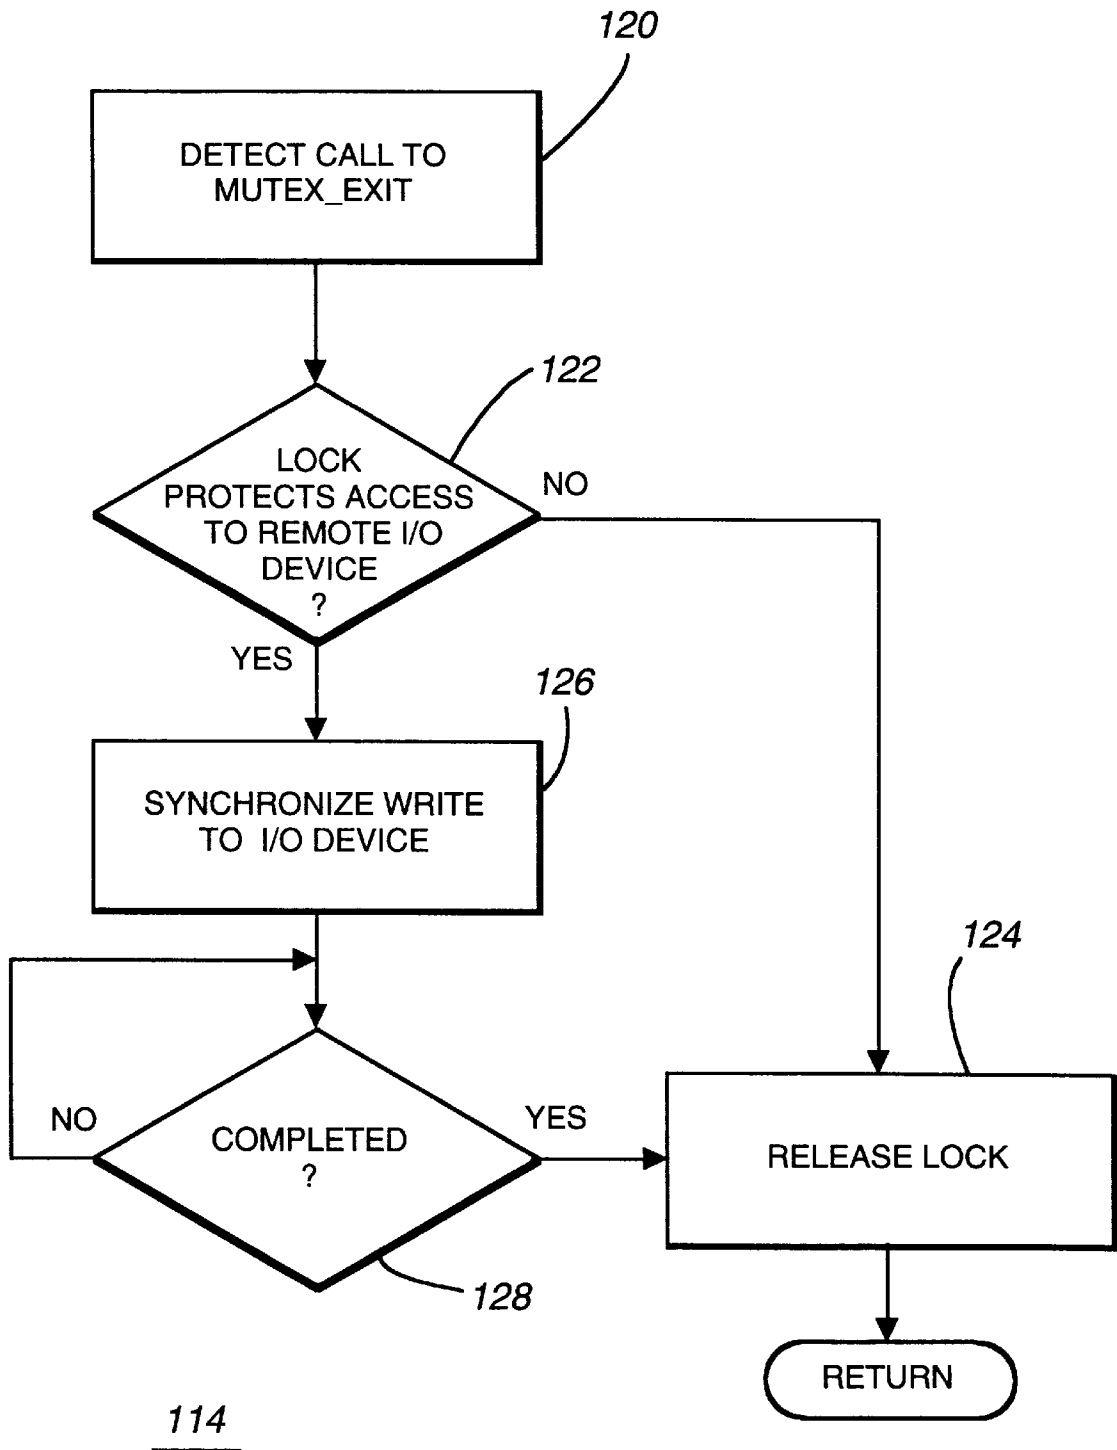 120
DETECT CALL TO
MUTEX_EXIT
122
LOCK
PROTECTS ACCESS
TO REMOTE I/O
DEVICE
?
NO
YES
126
SYNCHRONIZE WRITE
TO I/O DEVICE
124
NO
COMPLETED
?
YES
RELEASE LOCK
128
RETURN
114